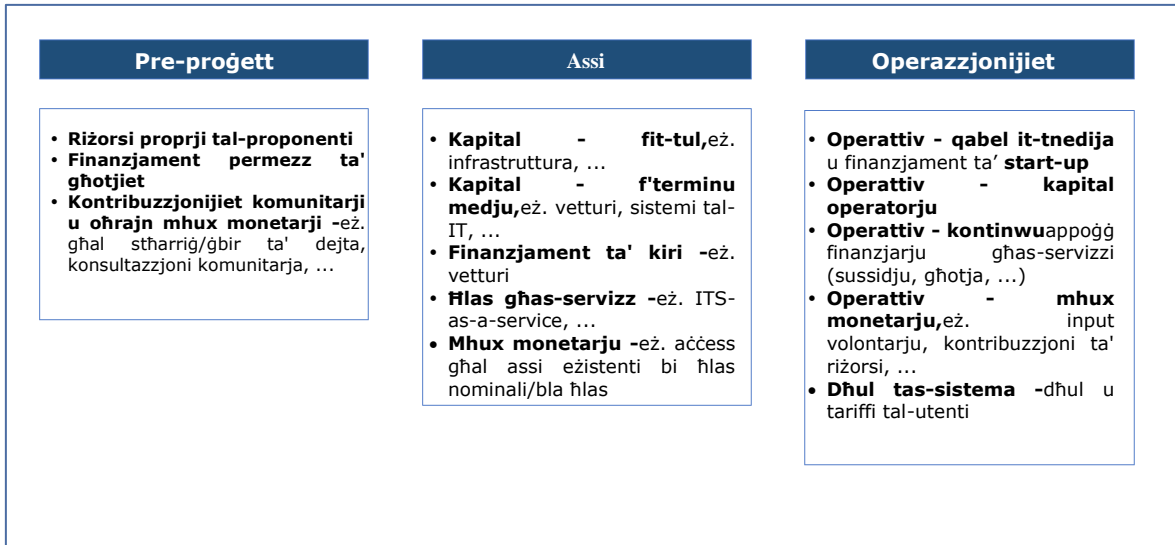 Pre-proġett
• Riżorsi proprji tal-proponenti
• Finanzjament permezz ta'
għotjiet
• Kontribuzzjonijiet komunitarji
u oħrajn mhux monetarji -eż.
għal stħarriġ/ġbir ta' dejta,
konsultazzjoni komunitarja, ...
Assi
• Kapital - fit-tul,eż.
infrastruttura, ...
• Kapital - f'terminu
medju,eż. vetturi, sistemi tal-
IT, ...
• Finanzjament ta' kiri -eż.
vetturi
• Ħlas għas-servizz -eż. ITS-
as-a-service, ...
• Mhux monetarju -eż. aċċess
għal assi eżistenti bi ħlas
nominali/bla ħlas
Operazzjonijiet
• Operattiv - qabel it-tnedija
u finanzjament ta’ start-up
• Operattiv - kapital
operatorju
• Operattiv - kontinwuappoġġ
finanzjarju għas-servizzi
(sussidju, għotja, ...)
• Operattiv - mhux
monetarju,eż. input
volontarju, kontribuzzjoni ta'
riżorsi, ...
• Dħul tas-sistema -dħul u
tariffi tal-utenti